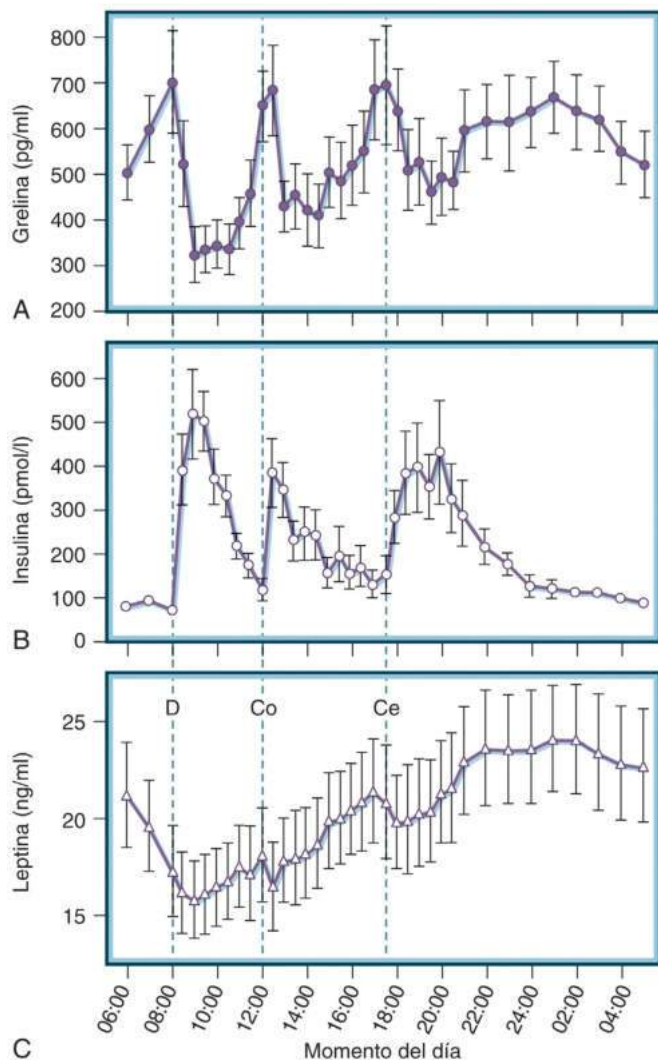 800
700
600
500
400
300
200
Grelina (pg/ml)
A
600
500
400
300
200
100
0
Insulina (pmol/l)
B
D
Co
Ce
25
20
15
Leptina (ng/ml)
06:00
08:00
10:00
12:00
14:00
16:00
18:00
20:00
22:00
24:00
02:00
04:00
C
Momento del día